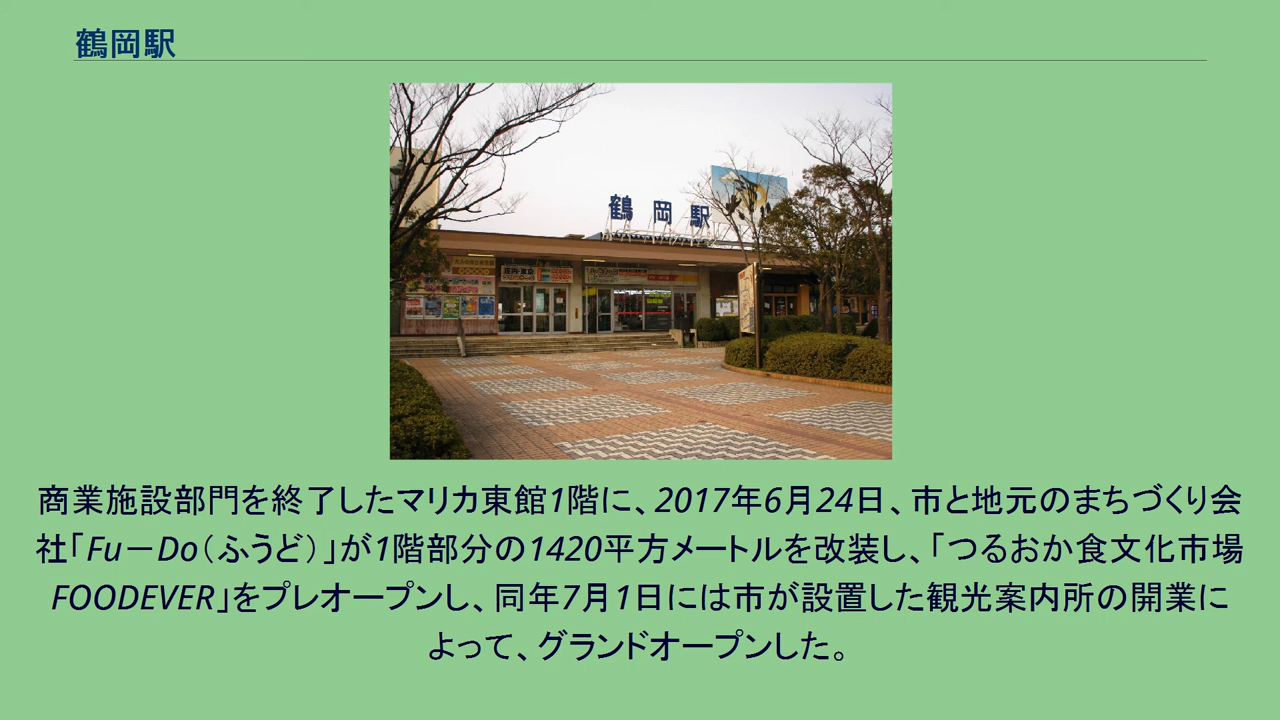 鶴岡駅
鶴岡駅
商業施設部門を終了したマリカ東館1階に、2017年6月24日、市と地元のまちづくり会
社「Fu－Do（ふうど）」が1階部分の1420平方メートルを改装し、「つるおか食文化市場
FOODEVER」をプレオープンし、同年7月1日には市が設置した観光案内所の開業に
よって、グランドオープンした。